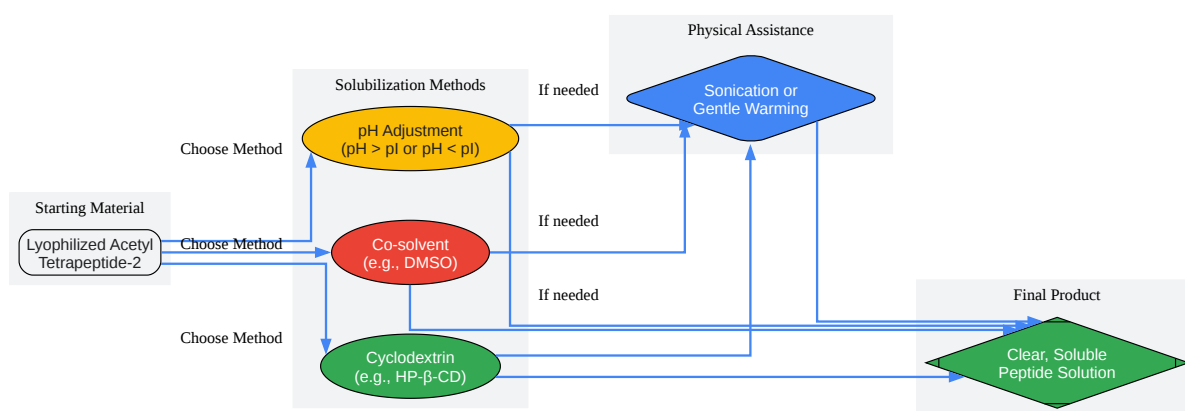 Physical Assistance
Sonication or
Gentle Warming
If needed
Solubilization Methods
pH Adjustment
(pH > pI or pH < pI)
Choose Method
Starting Material
Lyophilized Acetyl
Tetrapeptide-2
Choose Method
Co-solvent
(e.g., DMSO)
If needed
If needed
Choose Method
Cyclodextrin
(e.g., HP-β-CD)
Final Product
Clear, Soluble
Peptide Solution